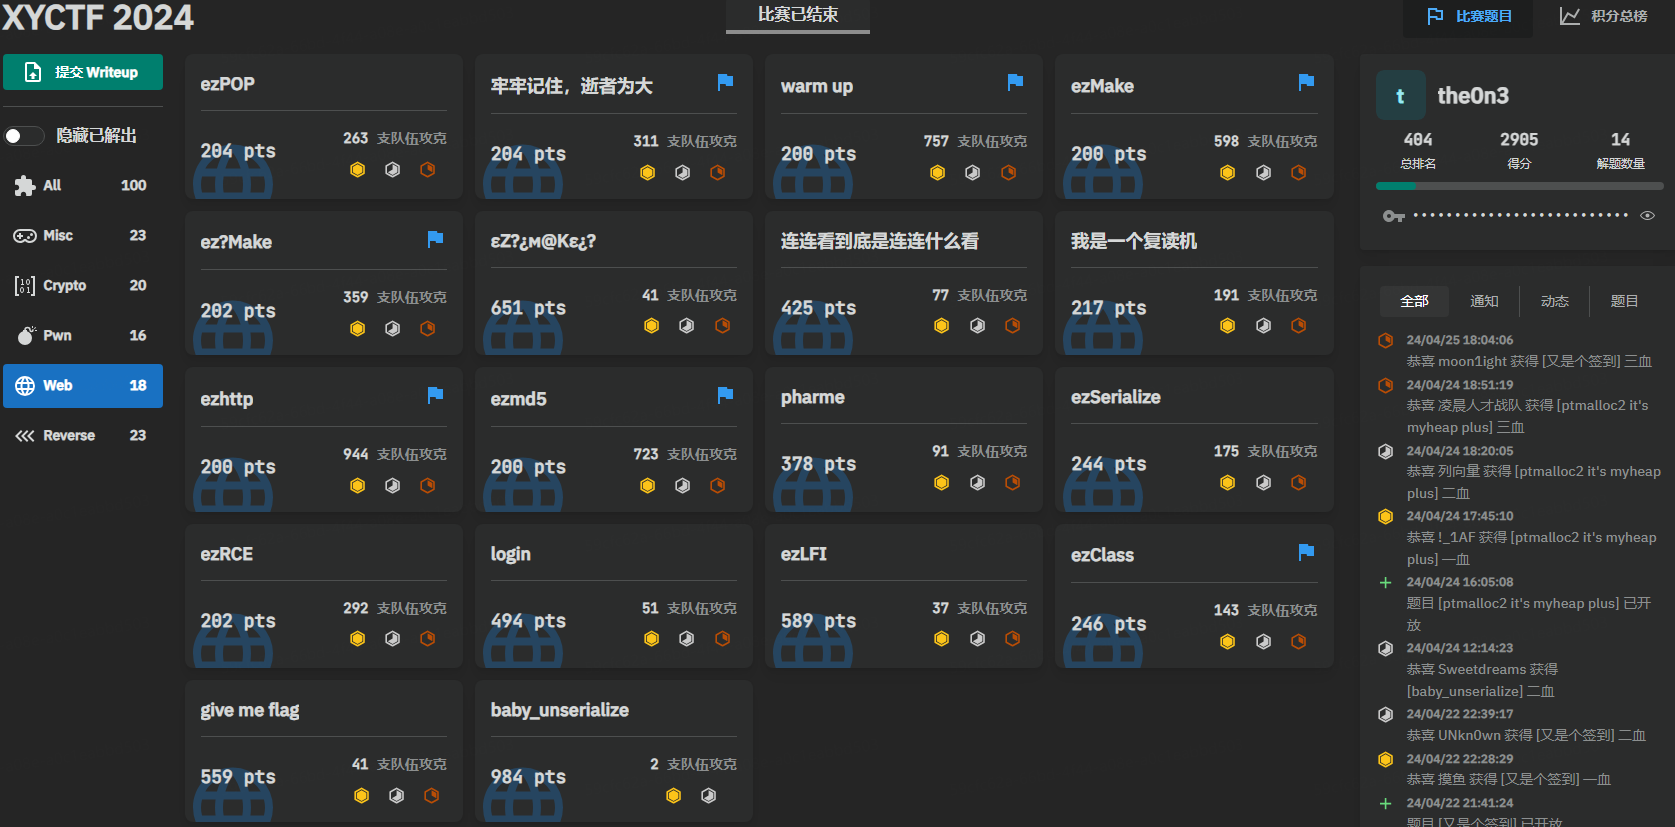 XYCTF 2024
比赛已结束
比赛题目
积分总榜
提交 Writeup
隐藏已解出
All 100
Misc 23
Crypto 20
Pwn 16
Web 18
Reverse 23
ezPOP
204 pts
263 支队伍攻克
牢牢记住，逝者为大
204 pts
311 支队伍攻克
warm up
200 pts
757 支队伍攻克
ezMake
200 pts
598 支队伍攻克
ez?Make
202 pts
359 支队伍攻克
εZ?¿м@Kε¿?
651 pts
41 支队伍攻克
连连看到底是连连什么看
425 pts
77 支队伍攻克
我是一个复读机
217 pts
191 支队伍攻克
ezhttp
200 pts
944 支队伍攻克
ezmd5
200 pts
723 支队伍攻克
pharme
378 pts
91 支队伍攻克
ezSerialize
244 pts
175 支队伍攻克
ezRCE
202 pts
292 支队伍攻克
login
494 pts
51 支队伍攻克
ezLFI
589 pts
37 支队伍攻克
ezClass
246 pts
143 支队伍攻克
give me flag
559 pts
41 支队伍攻克
baby_unserialize
984 pts
2 支队伍攻克
t
the0n3
404 2905 14
总排名 得分 解题数量
全部 通知 动态 题目
24/04/25 18:04:06
恭喜 moon1ight 获得 [又是个签到] 三血
24/04/24 18:51:19
恭喜 凌晨人才战队 获得 [ptmalloc2 it's
myheap plus] 三血
24/04/24 18:20:05
恭喜 列向量 获得 [ptmalloc2 it's myheap
plus] 二血
24/04/24 17:45:10
恭喜 !_1AF 获得 [ptmalloc2 it's myheap
plus] 一血
24/04/24 16:05:08
题目 [ptmalloc2 it's myheap plus] 已开
放
24/04/24 12:14:23
恭喜 Sweetdreams 获得
[baby_unserialize] 二血
24/04/22 22:39:17
恭喜 UNkn0wn 获得 [又是个签到] 二血
24/04/22 22:28:29
恭喜 摸鱼 获得 [又是个签到] 一血
24/04/22 21:41:24
题目 [又是个签到] 已开放